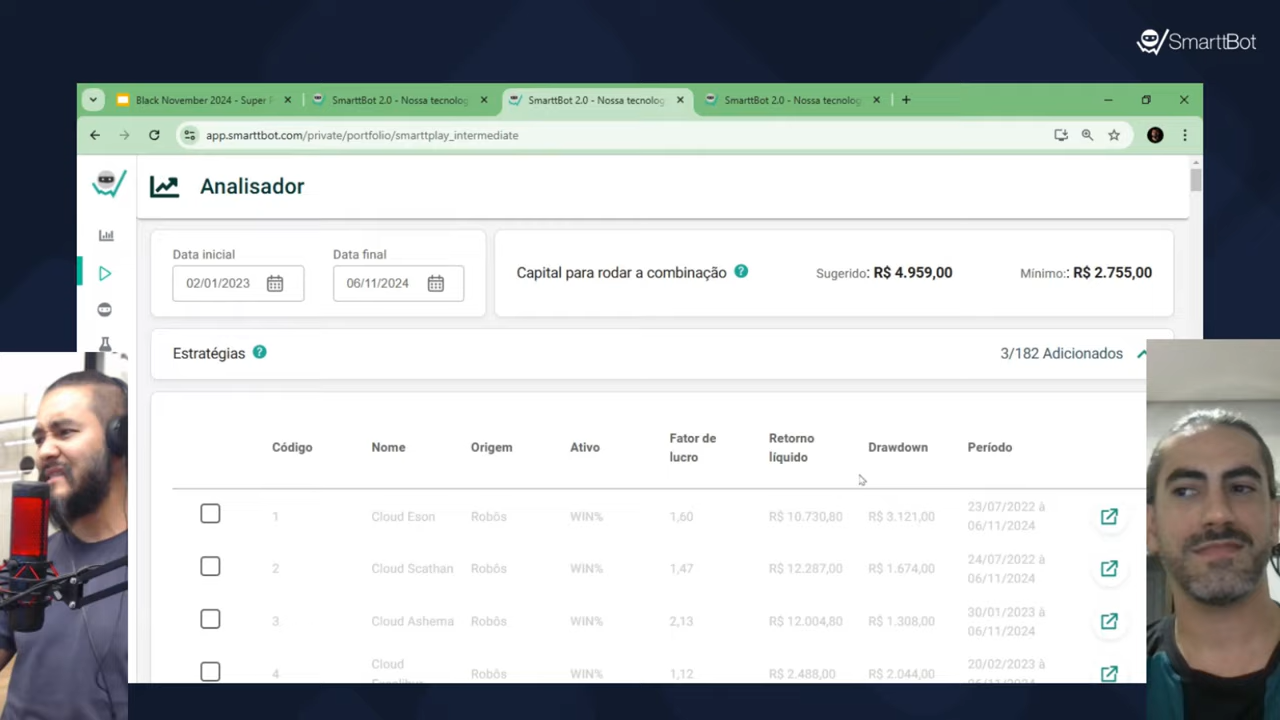 SmarttBot
Black November 2024 - Super
SmarttBot 2.0 - Nossa tecnolog
SmarttBot 2.0 - Nossa tecnolog
SmarttBot 2.0 - Nossa tecnolog
app.smarttbot.com/private/portfolio/smarttplay_intermediate
Analisador
Data inicial
Data final
02/01/2023
06/11/2024
Capital para rodar a combinação ?
Sugerido: R$ 4.959,00
Mínimo:: R$ 2.755,00
Estratégias ?
3/182 Adicionados
Código Nome Origem Ativo Fator de lucro Retorno líquido Drawdown Período
1 Cloud Eson Robôs WIN% 1,60 R$ 10.730,80 R$ 3.121,00 23/07/2022 à 06/11/2024
2 Cloud Scathan Robôs WIN% 1,47 R$ 12.287,00 R$ 1.674,00 24/07/2022 à 06/11/2024
3 Cloud Ashema Robôs WIN% 2,13 R$ 12.004,80 R$ 1.308,00 30/01/2023 à 06/11/2024
4 Cloud Robôs WIN% 1,12 R$ 2.488,00 R$ 2.044,00 20/02/2023 à